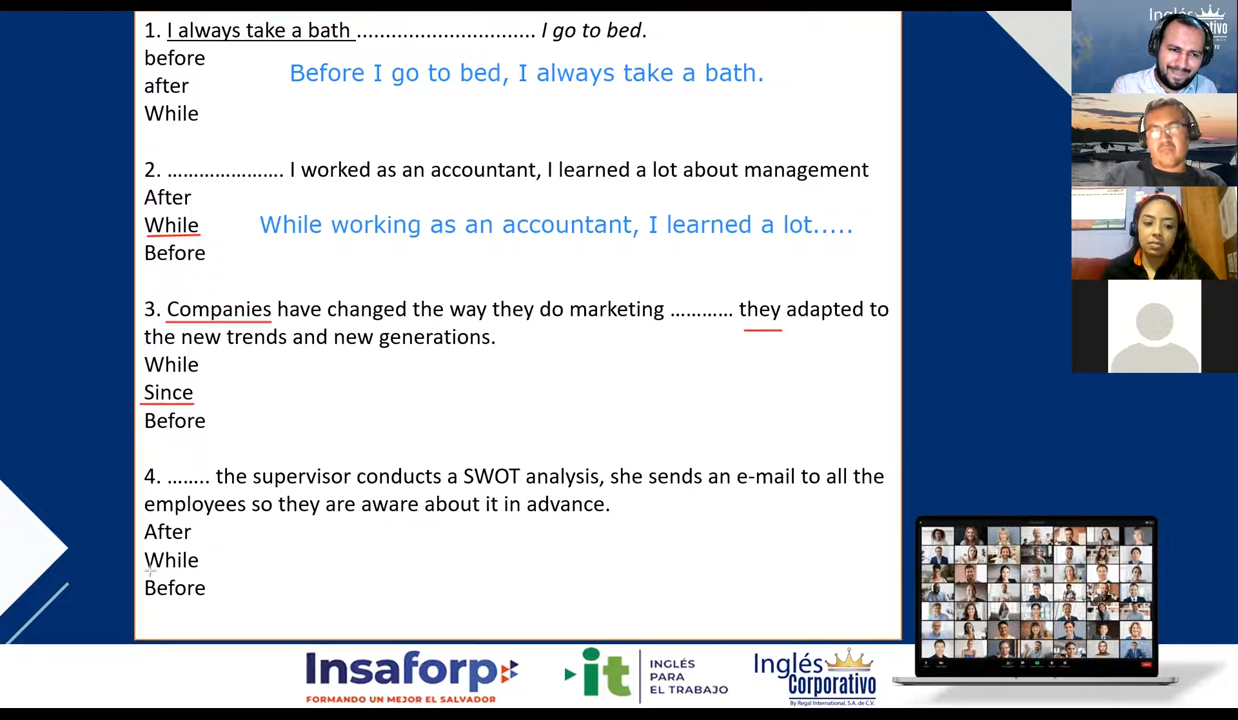 1. I always take a bath ............................... I go to bed.
before
Before I go to bed, I always take a bath.
after
While
2. …………………. I worked as an accountant, I learned a lot about management
After
While
While working as an accountant, I learned a lot.....
Before
3. Companies have changed the way they do marketing ………… they adapted to
the new trends and new generations.
While
Since
Before
4. …….. the supervisor conducts a SWOT analysis, she sends an e-mail to all the
employees so they are aware about it in advance.
After
While
Before
Insaforp
FORMANDO UN MEJOR EL SALVADOR
it
INGLÉS
PARA
EL TRABAJO
Inglés
Corporativo
By Regal International, S.A. de C.V.